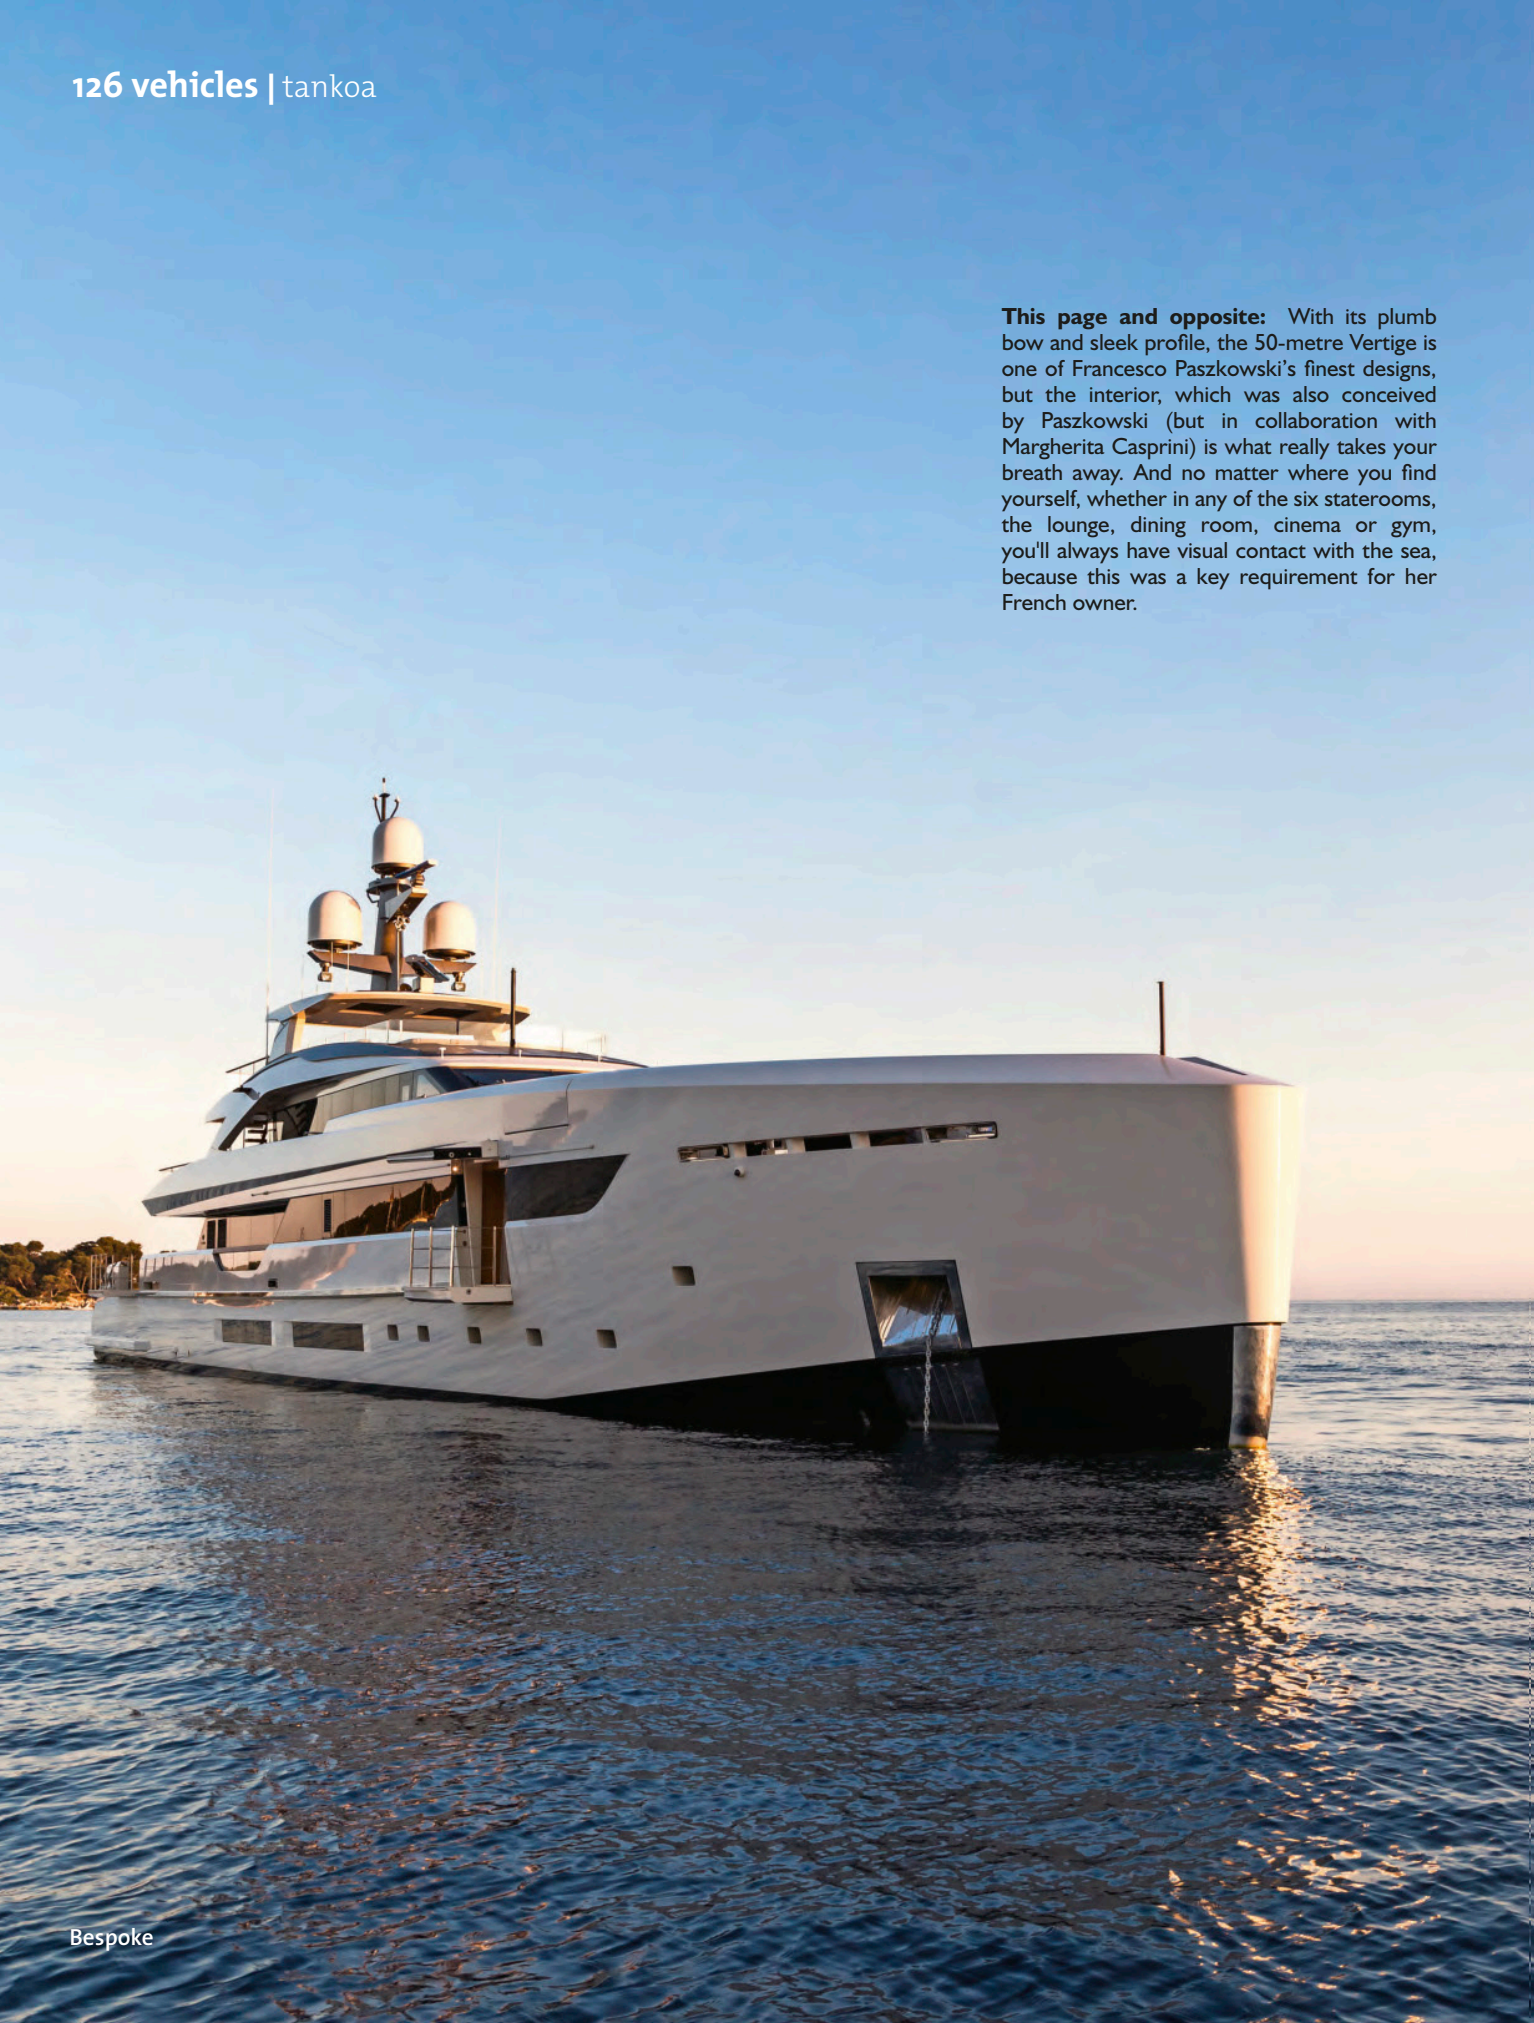 126 vehicles | tankoa
This page and opposite: With its plumb
bow and sleek profile, the 50-metre Vertige is
one of Francesco Paszkowski’s finest designs,
but the interior, which was also conceived
by Paszkowski (but in collaboration with
Margherita Casprini) is what really takes your
breath away. And no matter where you find
yourself, whether in any of the six staterooms,
the lounge, dining room, cinema or gym,
you'll always have visual contact with the sea,
because this was a key requirement for her
French owner.
Bespoke